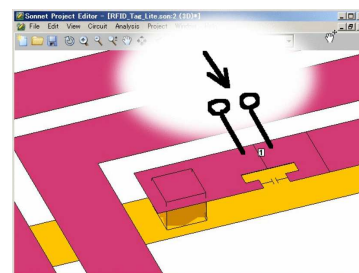 Sonnet Project Editor - [RFID_Tag_Lite.son:2 (3D)*]
File Edit View Circuit Analysis Project
1